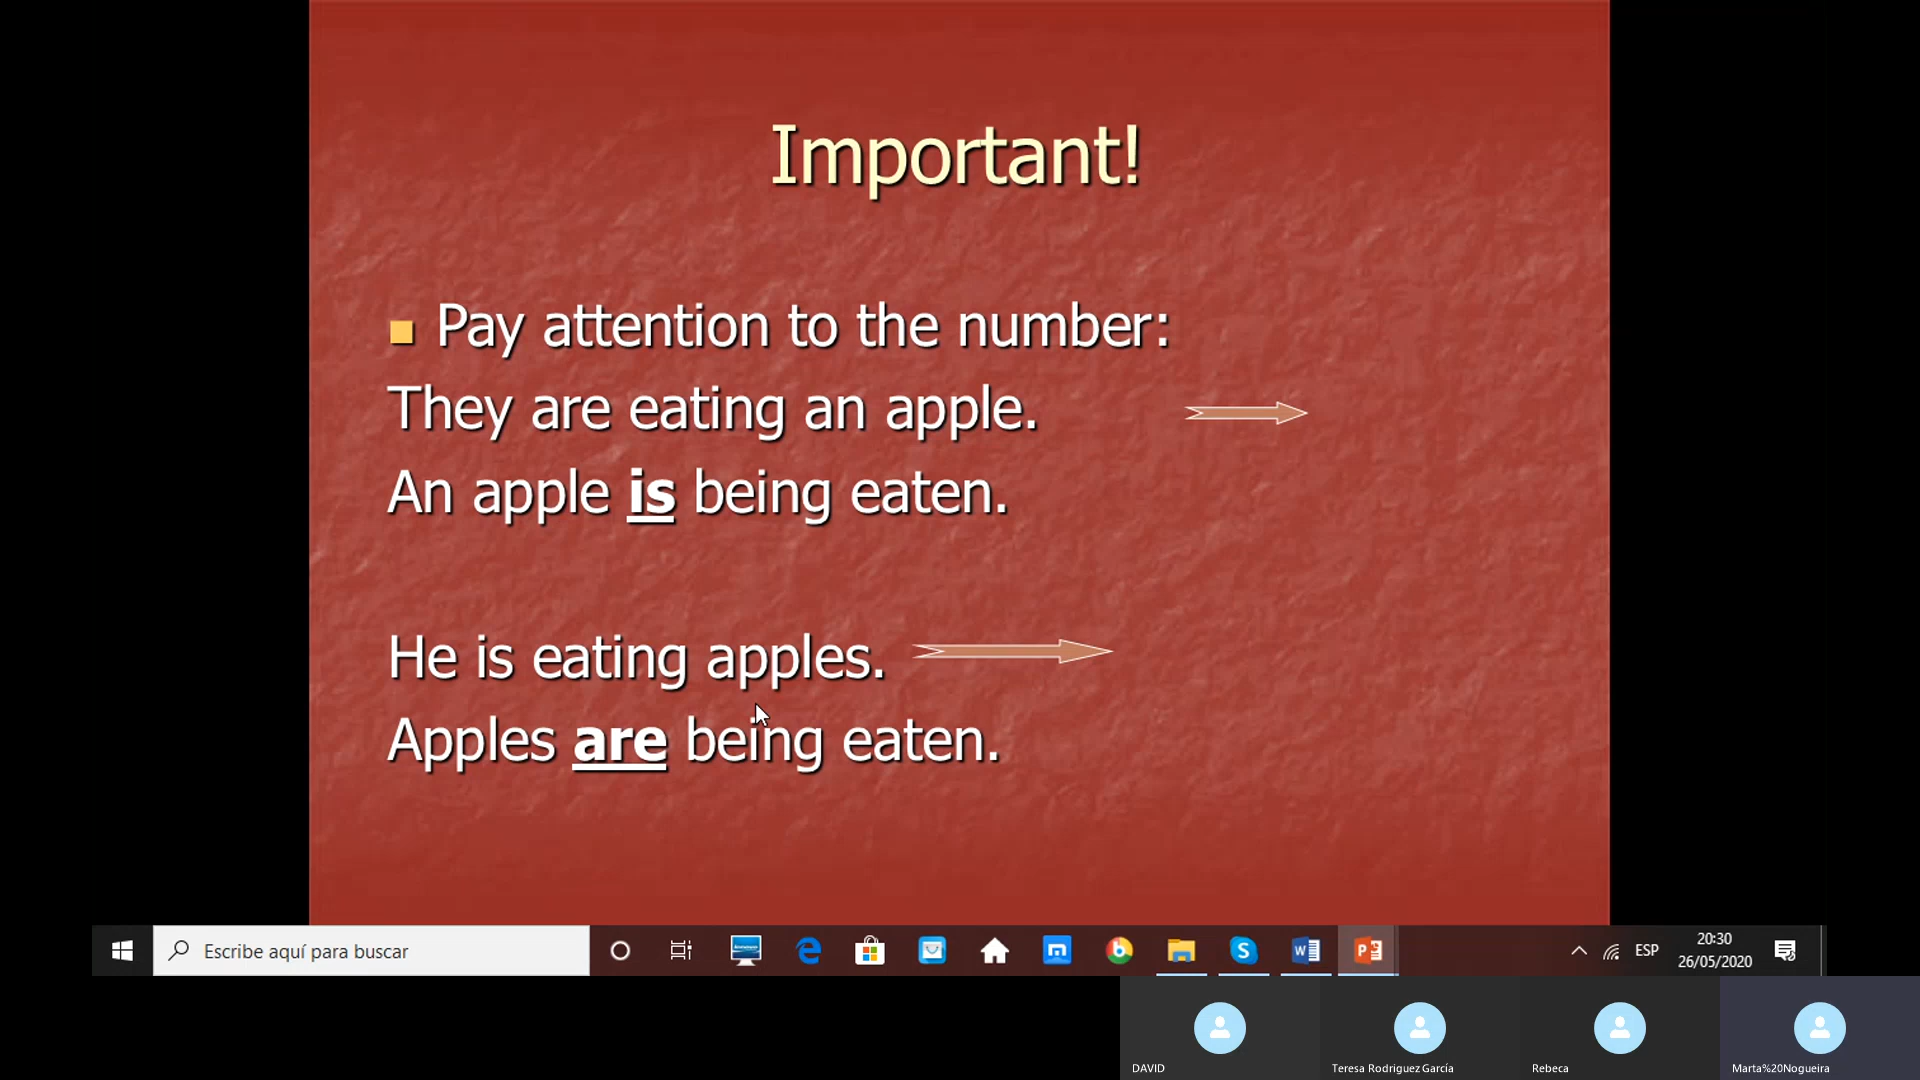 Important!
Pay attention to the number:
They are eating an apple.
An apple is being eaten.
He is eating apples.
Apples are being eaten.
Escribe aquí para buscar
ESP
20:30
26/05/2020
DAVID
Teresa Rodriguez García
Rebeca
Marta%20Nogueira